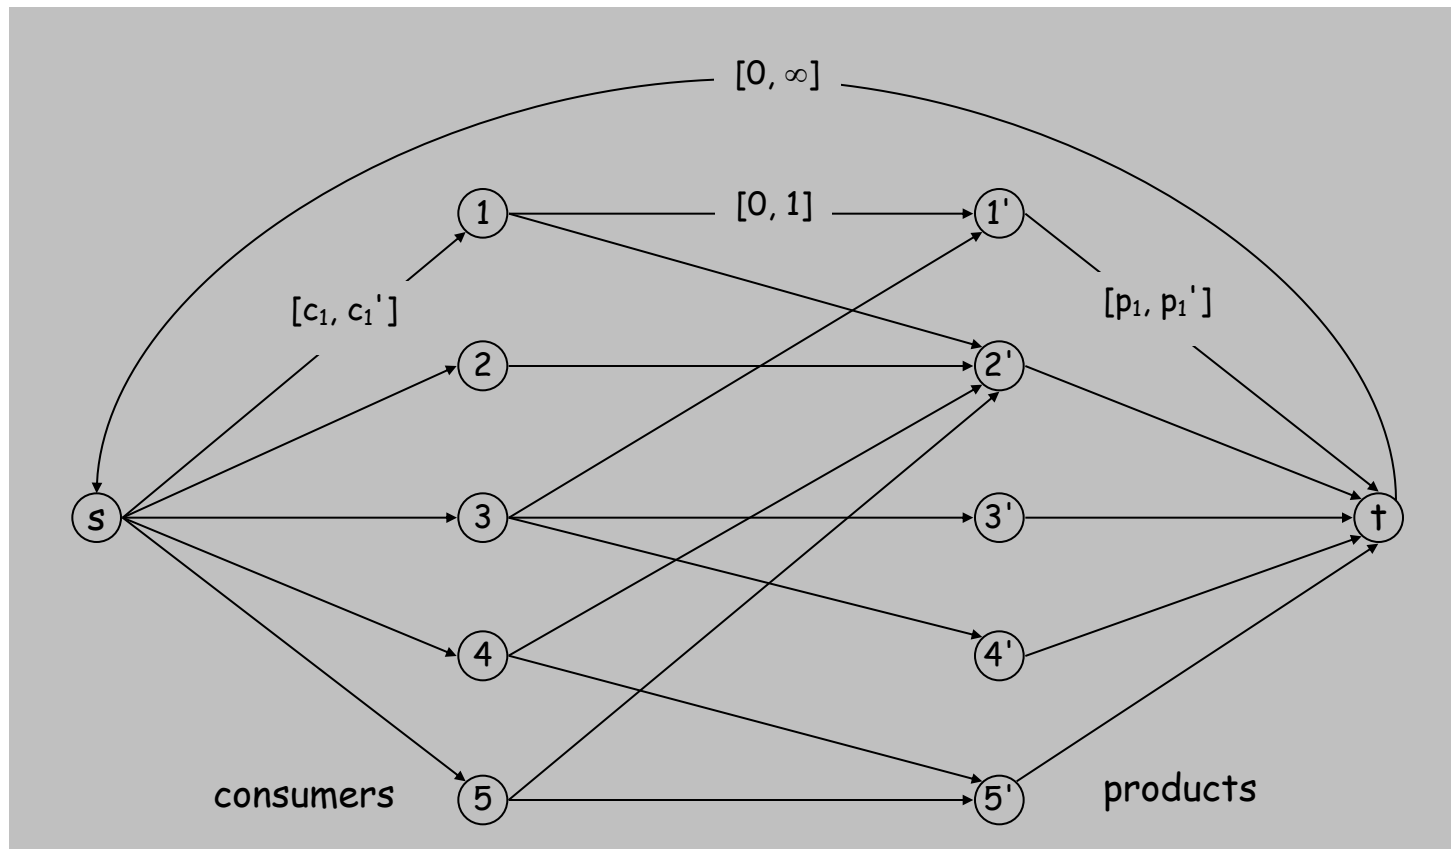 [0, ∞]
1
[0, 1]
1'
[c₁, c₁']
[p₁, p₁']
2
2'
s
3
3'
t
4
4'
consumers
5
5'
products